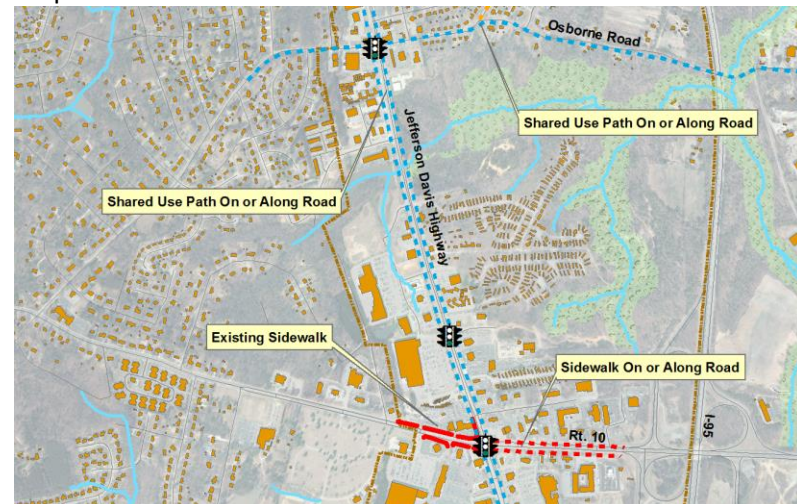 Osborne Road
Shared Use Path On or Along Road
Jefferson Davis Highway
Shared Use Path On or Along Road
Existing Sidewalk
Sidewalk On or Along Road
Rt. 10
I-95